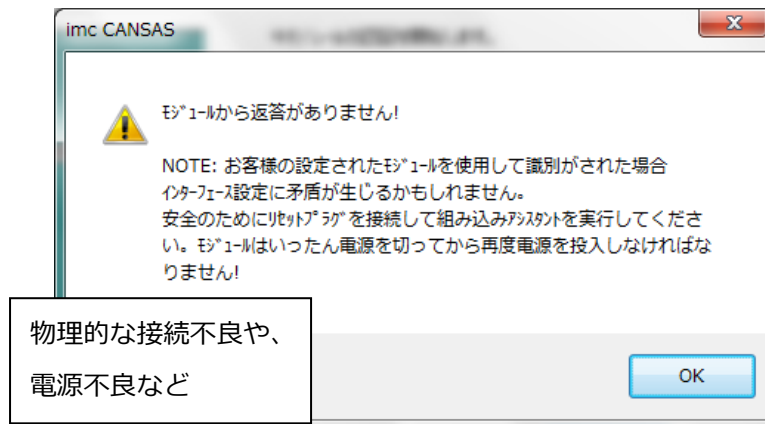 imc CANSAS
ﾓｼﾞｭｰﾙから返答がありません!
NOTE: お客様の設定されたﾓｼﾞｭｰﾙを使用して識別がされた場合
ｲﾝﾀｰﾌｪｰｽ設定に矛盾が生じるかもしれません。
安全のためにﾘｾｯﾄﾌﾟﾗｸﾞを接続して組み込みｱｼｽﾀﾝﾄを実行してくださ
い。ﾓｼﾞｭｰﾙはいったん電源を切ってから再度電源を投入しなければな
りません!
物理的な接続不良や、
電源不良など
OK